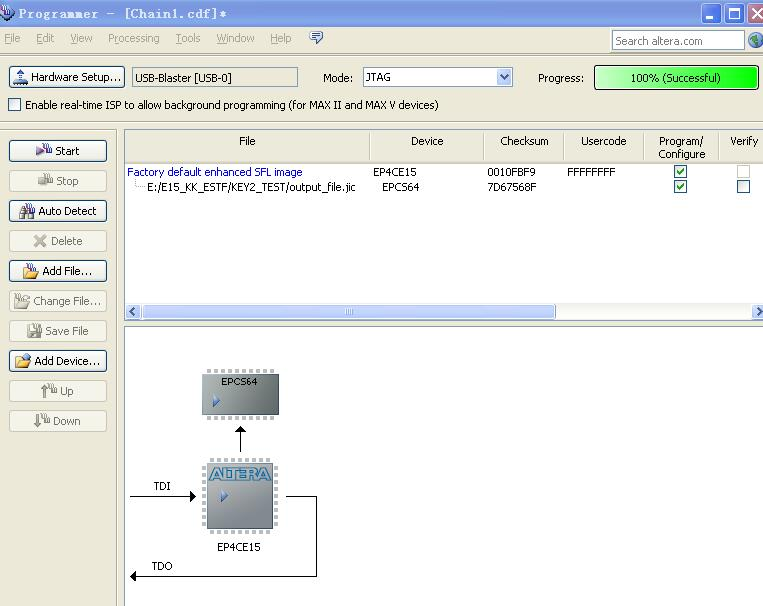 Programmer - [Chain1.cdf]*
File Edit View Processing Tools Window Help
Search altera.com
Hardware Setup... USB-Blaster [USB-0] Mode: JTAG Progress: 100% (Successful)
Enable real-time ISP to allow background programming (for MAX II and MAX V devices)
Start
Stop
Auto Detect
Delete
Add File...
Change File...
Save File
Add Device...
Up
Down
File Device Checksum Usercode Program/ Verify
Configure
Factory default enhanced SFL image EP4CE15 0010FBF9 FFFFFFFF
E:/E15_KK_ESTF/KEY2_TEST/output_file.jic EPCS64 7D67568F
EPCS64
ALTERA
TDI
EP4CE15
TDO